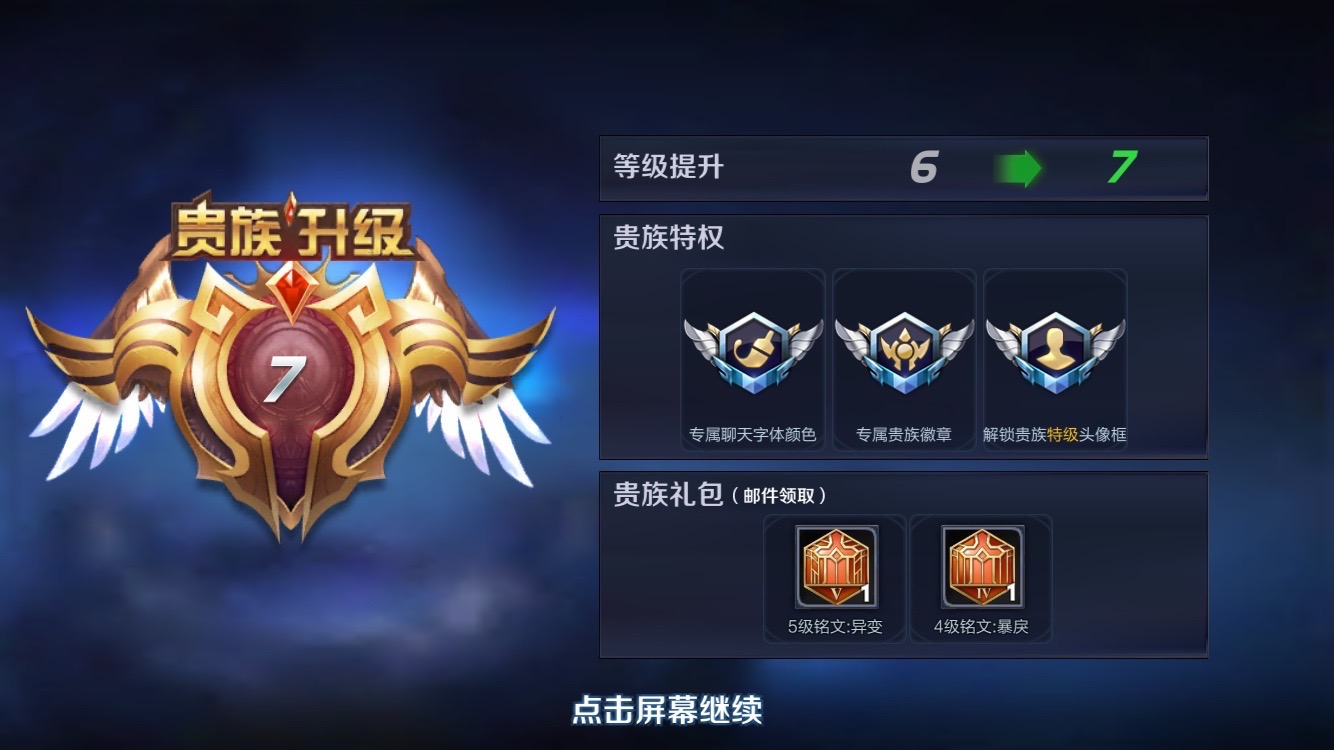 贵族升级
7
等级提升 6 7
贵族特权
专属聊天字体颜色 专属贵族徽章 解锁贵族特级头像框
贵族礼包(邮件领取)
V 1 IV 1
5级铭文:异变 4级铭文:暴戾
点击屏幕继续